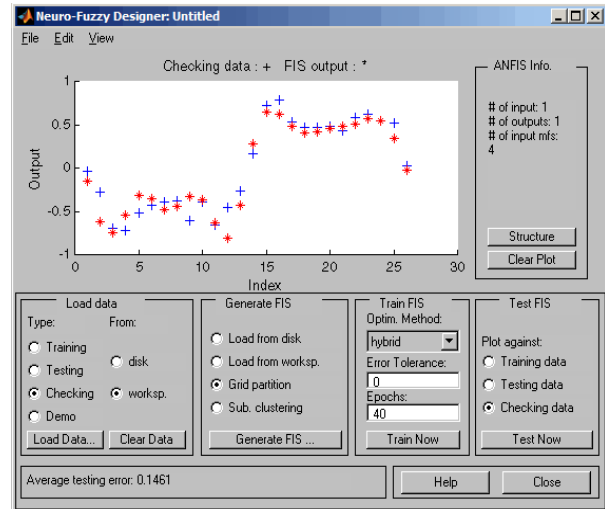 Neuro-Fuzzy Designer: Untitled
File Edit View
Checking data : + FIS output : *
Output
1
0.5
0
-0.5
-1
0 5 10 15 20 25 30
Index
ANFIS Info.
# of input: 1
# of outputs: 1
# of input mfs:
4
Structure
Clear Plot
Load data
Type: From:
Training
Testing
Checking
Demo
disk
worksp.
Load Data... Clear Data
Generate FIS
Load from disk
Load from worksp.
Grid partition
Sub. clustering
Generate FIS ...
Train FIS
Optim. Method:
hybrid
Error Tolerance:
0
Epochs:
40
Train Now
Test FIS
Plot against:
Training data
Testing data
Checking data
Test Now
Average testing error: 0.1461
Help Close